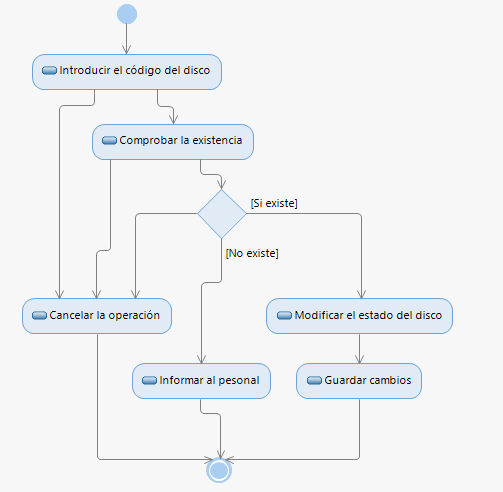 Introducir el código del disco
Comprobar la existencia
[Si existe]
[No existe]
Cancelar la operación
Modificar el estado del disco
Informar al pesonal
Guardar cambios